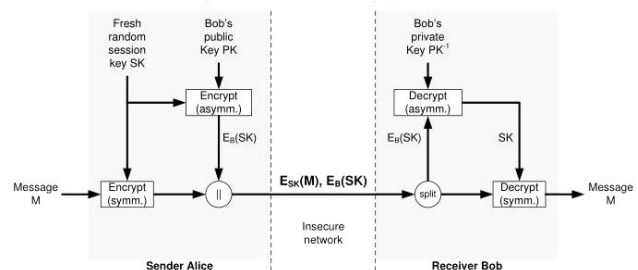 Fresh
random
session
key SK
Bob's
public
Key PK
Bob's
private
Key PK⁻¹
Encrypt
(asymm.)
Decrypt
(asymm.)
E_B(SK)
E_B(SK)
SK
Message
M
Encrypt
(symm.)
||
E_SK(M), E_B(SK)
split
Decrypt
(symm.)
Message
M
Insecure
network
Sender Alice
Receiver Bob